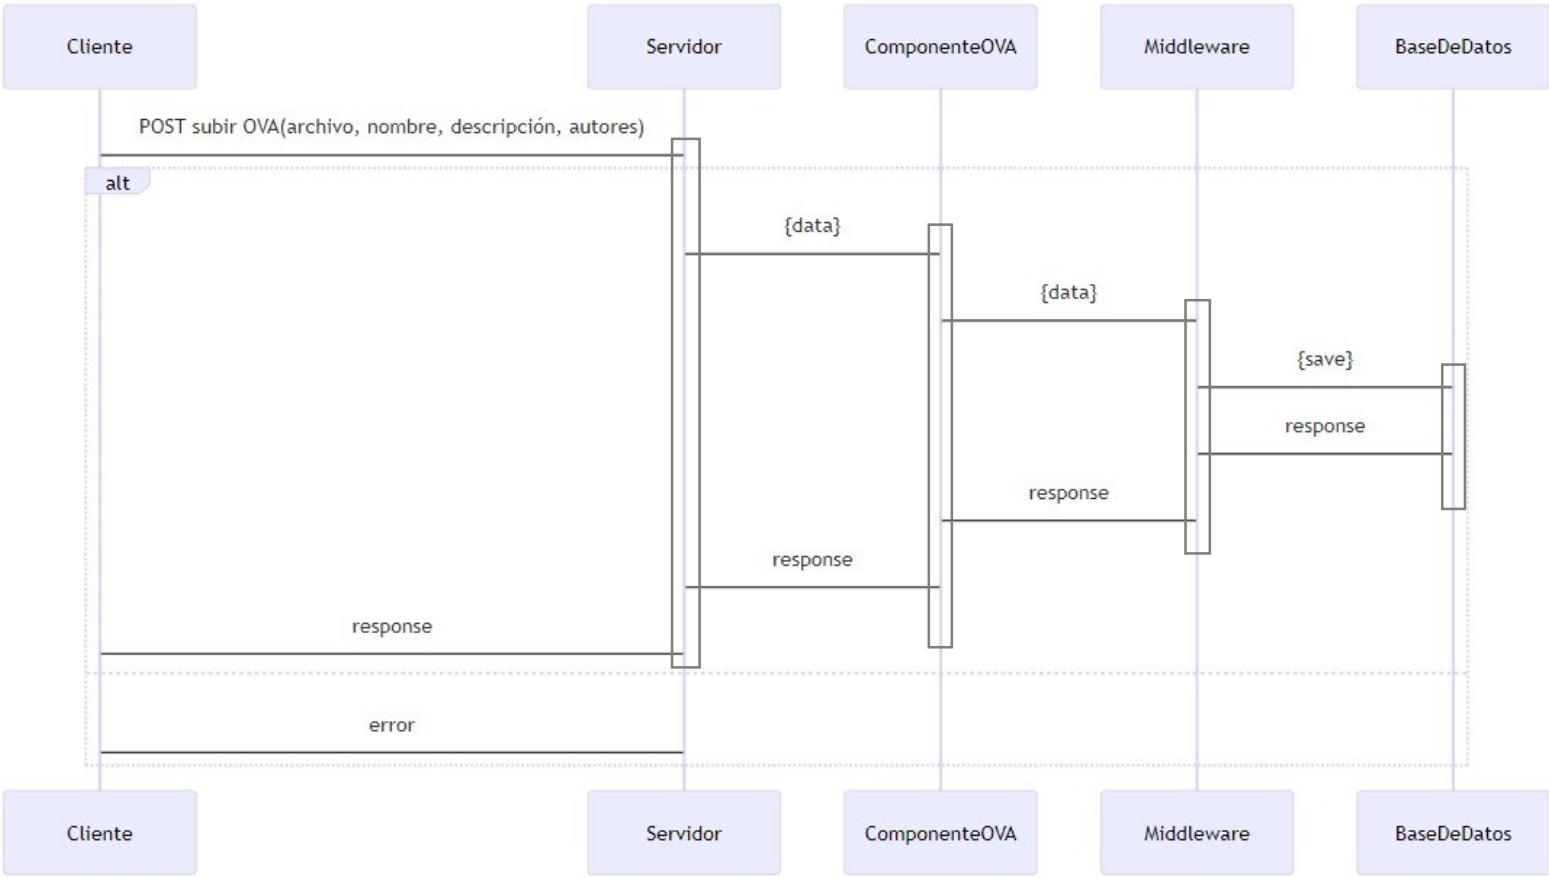 Cliente
Servidor
ComponenteOVA
Middleware
BaseDeDatos
POST subir OVA(archivo, nombre, descripción, autores)
alt
{data}
{data}
{save}
response
response
response
response
error
Cliente
Servidor
ComponenteOVA
Middleware
BaseDeDatos